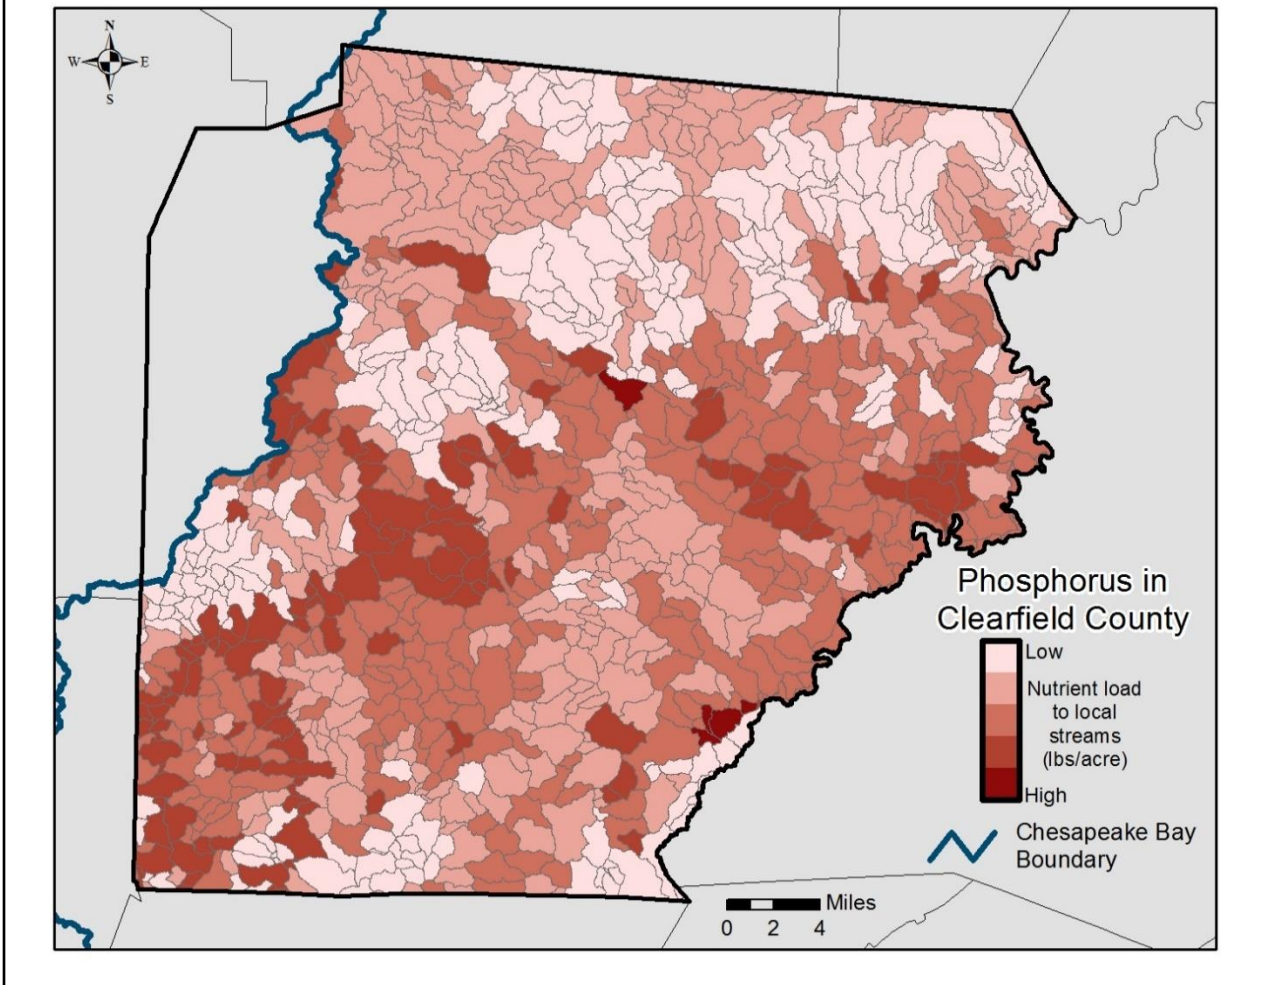 N
W E
S
Phosphorus in
Clearfield County
Low
Nutrient load
to local
streams
(lbs/acre)
High
Chesapeake Bay
Boundary
Miles
0 2 4